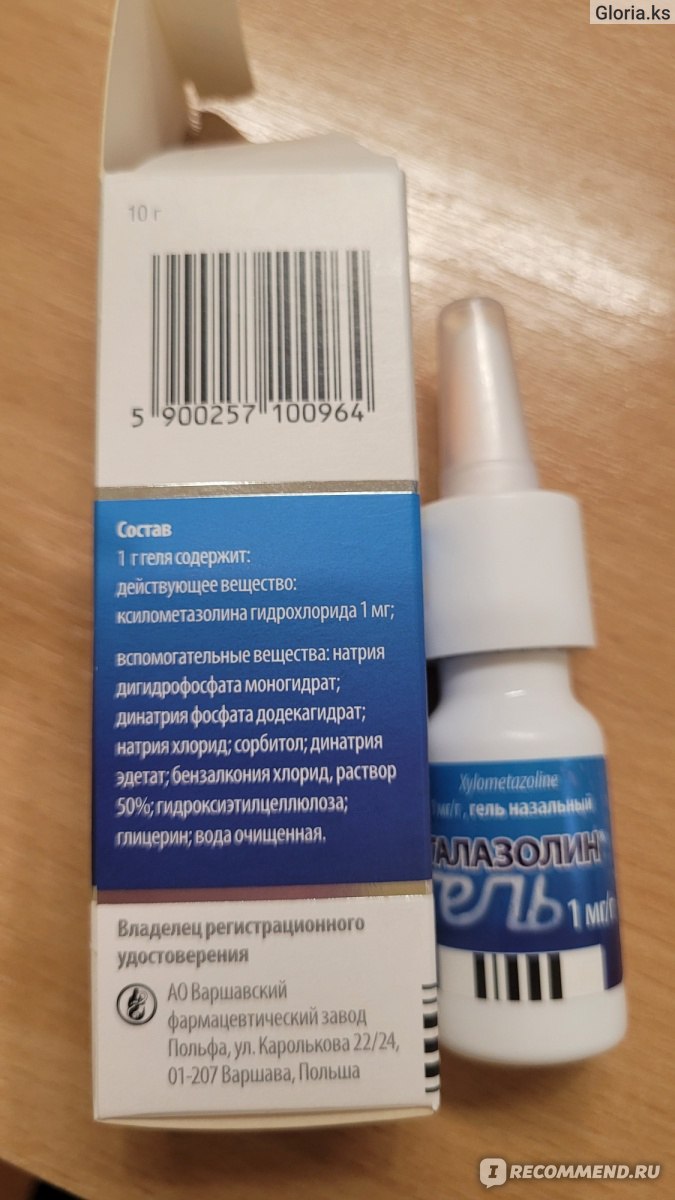 Gloria.ks
10 г
5 900257 100964
Состав
1 г геля содержит:
действующее вещество:
ксилометазолина гидрохлорида 1 мг;
вспомогательные вещества: натрия
дигидрофосфата моногидрат;
динатрия фосфата додекагидрат;
натрия хлорид; сорбитол; динатрия
эдетат; бензалкония хлорид, раствор
50%; гидроксиэтилцеллюлоза;
глицерин; вода очищенная.
Владелец регистрационного
удостоверения
АО Варшавский
фармацевтический завод
Польфа, ул. Каролькова 22/24,
01-207 Варшава, Польша
Xylometazoline
мг/г, гель назальный
ТАЛАЗОЛИН
гель 1 мг/г
IRECOMMEND.RU